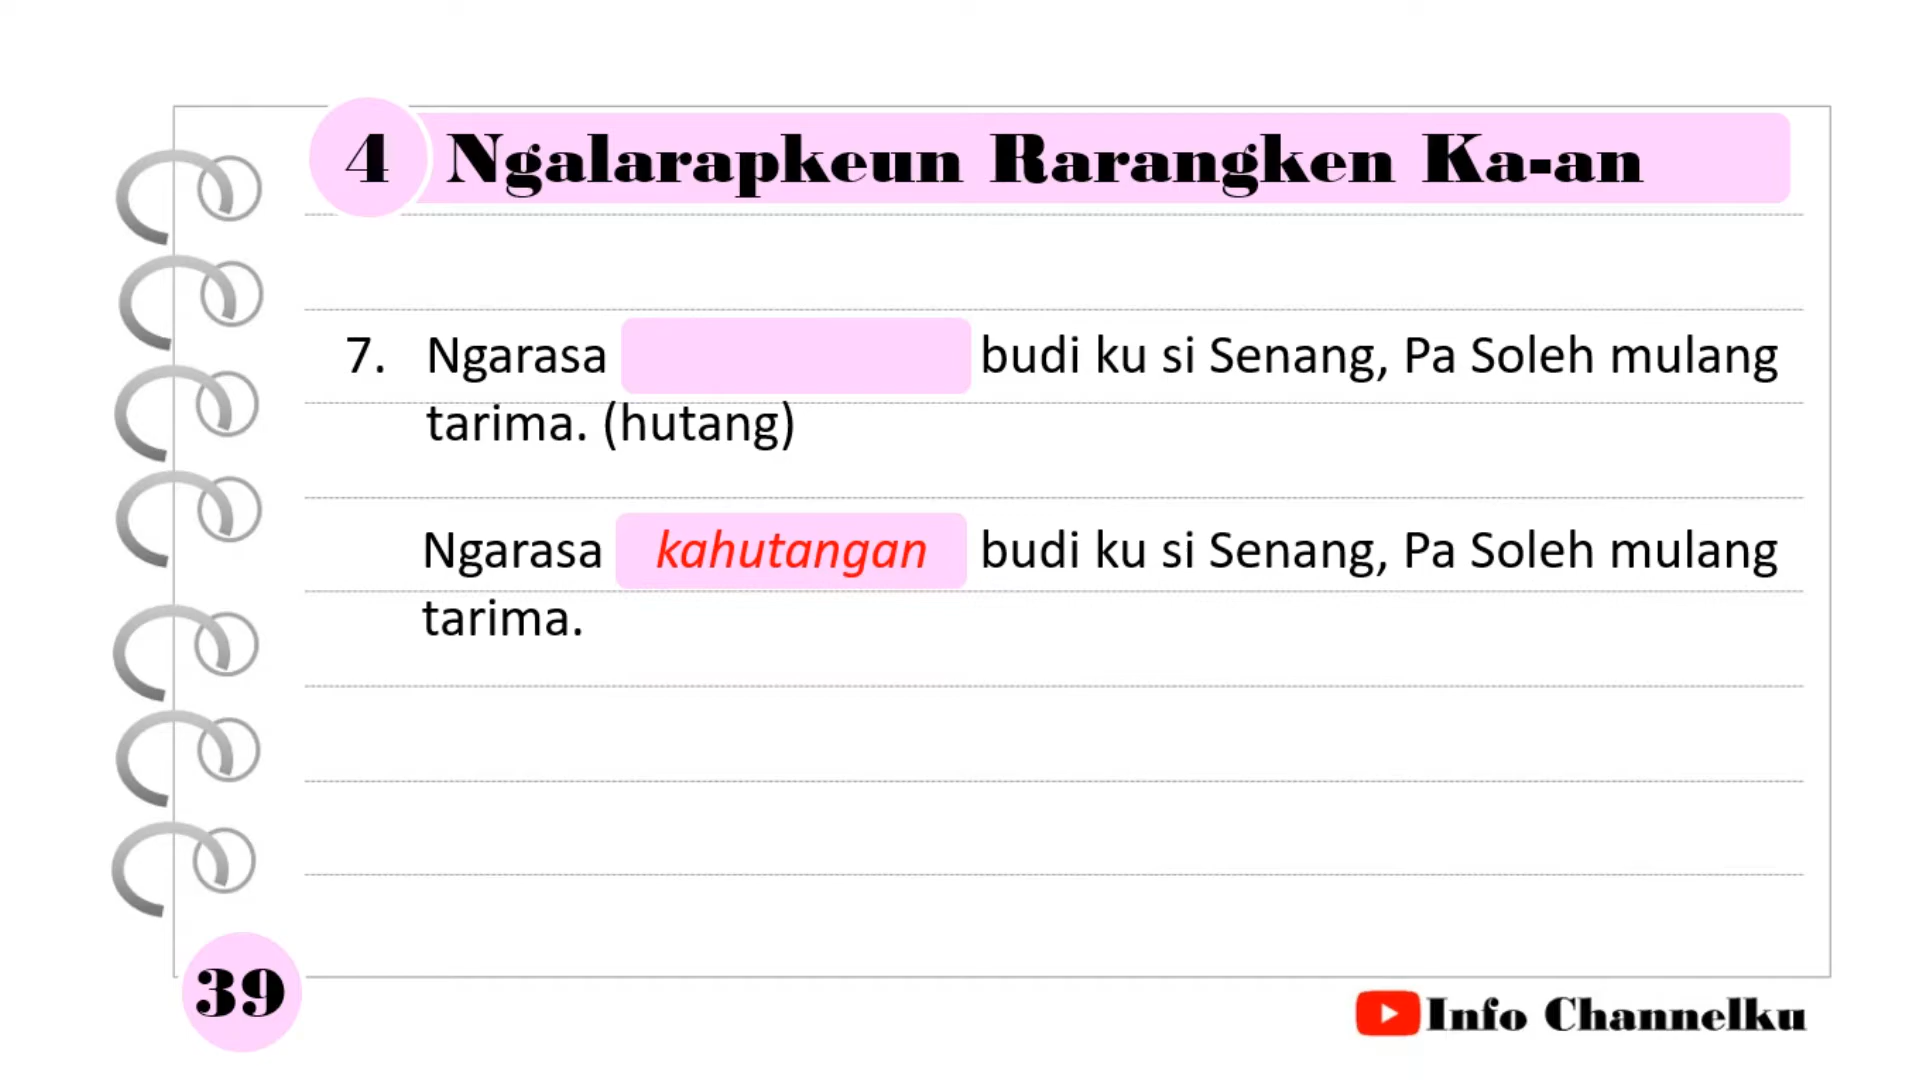 4 Ngalarapkeun Rarangken Ka-an
7. Ngarasa budi ku si Senang, Pa Soleh mulang
tarima. (hutang)
Ngarasa kahutangan budi ku si Senang, Pa Soleh mulang
tarima.
39
Info Channelku